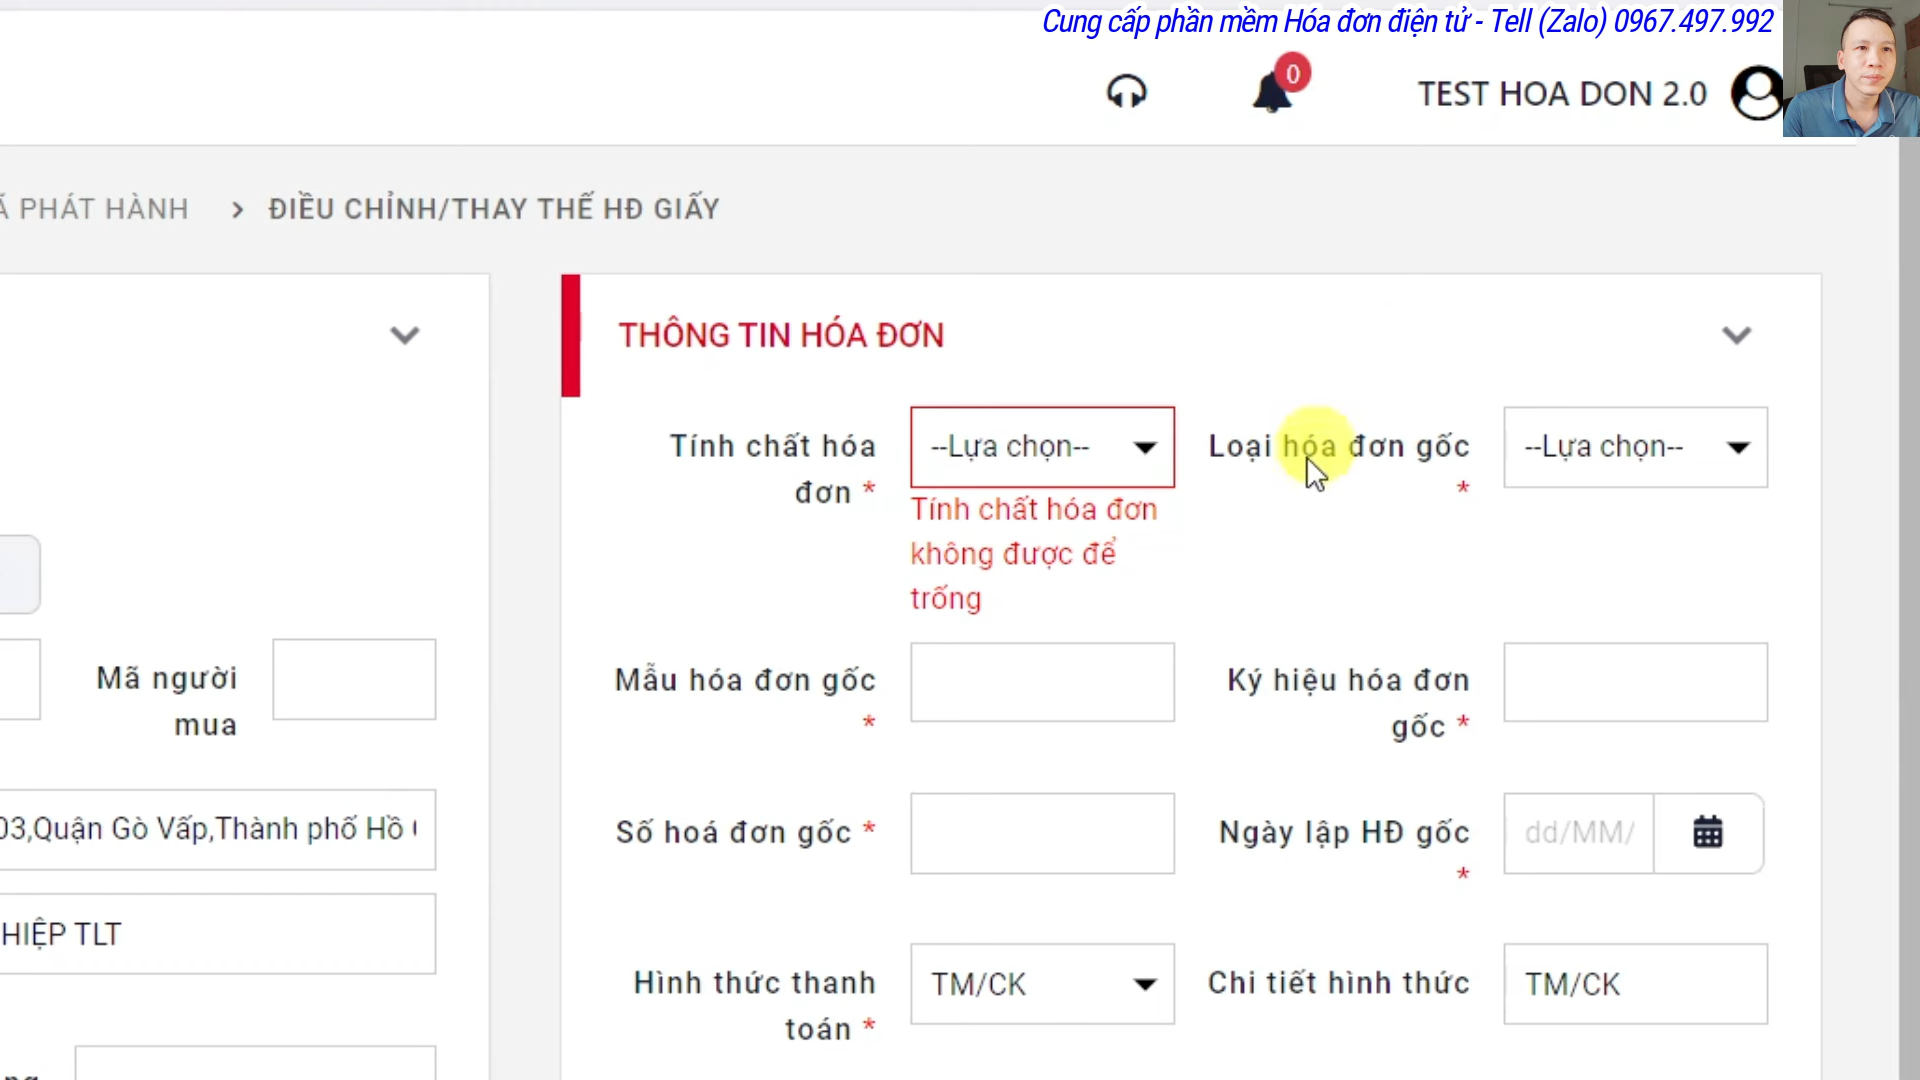 Cung cấp phần mềm Hóa đơn điện tử - Tell (Zalo) 0967.497.992
0
TEST HOA DON 2.0
PHÁT HÀNH > ĐIỀU CHỈNH/THAY THẾ HĐ GIẤY
THÔNG TIN HÓA ĐƠN
Tính chất hóa đơn *
--Lựa chọn--
Tính chất hóa đơn
không được để
trống
Loại hóa đơn gốc *
--Lựa chọn--
Mã người
mua
Mẫu hóa đơn gốc *
Ký hiệu hóa đơn
gốc *
03,Quận Gò Vấp,Thành phố Hồ
Số hoá đơn gốc *
Ngày lập HĐ gốc *
dd/MM/
HIỆP TLT
Hình thức thanh
toán *
TM/CK
Chi tiết hình thức
TM/CK